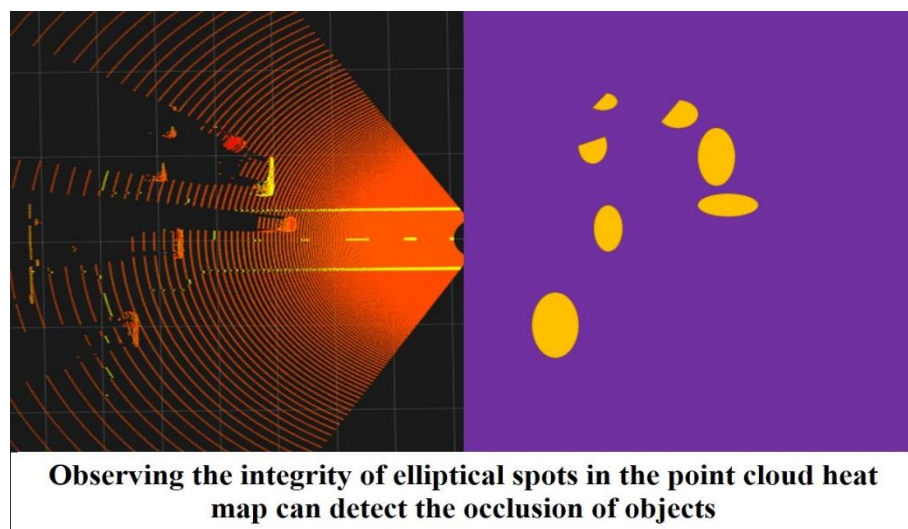 Observing the integrity of elliptical spots in the point cloud heat
map can detect the occlusion of objects